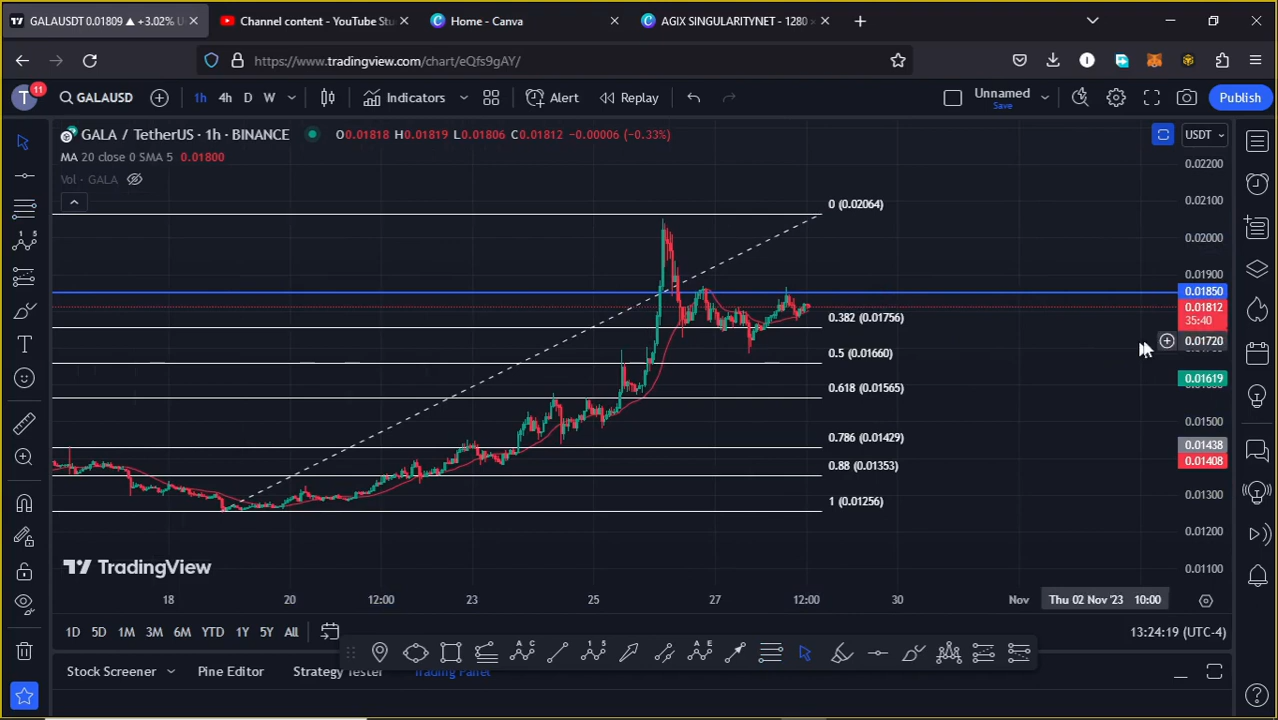 GALAUSDT 0.01809 ▲ +3.02% U
Channel content - YouTube Stu
Home - Canva
AGIX SINGULARITYNET - 1280 ×
https://www.tradingview.com/chart/eQfs9gAY/
T 11
GALAUSD
1h 4h D W
Indicators
Alert
Replay
Unnamed
Save
Publish
GALA / TetherUS · 1h · BINANCE
O0.01818 H0.01819 L0.01806 C0.01812 −0.00006 (−0.33%)
USDT
MA 20 close 0 SMA 5 0.01800
Vol · GALA
0.02200
0.02100
0 (0.02064)
0.02000
0.01900
0.01850
0.01812
35:40
0.382 (0.01756)
0.01720
0.5 (0.01660)
0.01619
0.618 (0.01565)
0.01500
0.786 (0.01429)
0.01438
0.01408
0.88 (0.01353)
0.01300
1 (0.01256)
0.01200
0.01100
TradingView
18 20 12:00 23 25 27 12:00 30 Nov Thu 02 Nov '23 10:00
1D 5D 1M 3M 6M YTD 1Y 5Y All
13:24:19 (UTC-4)
Stock Screener
Pine Editor
Strategy Tester
Trading Panel